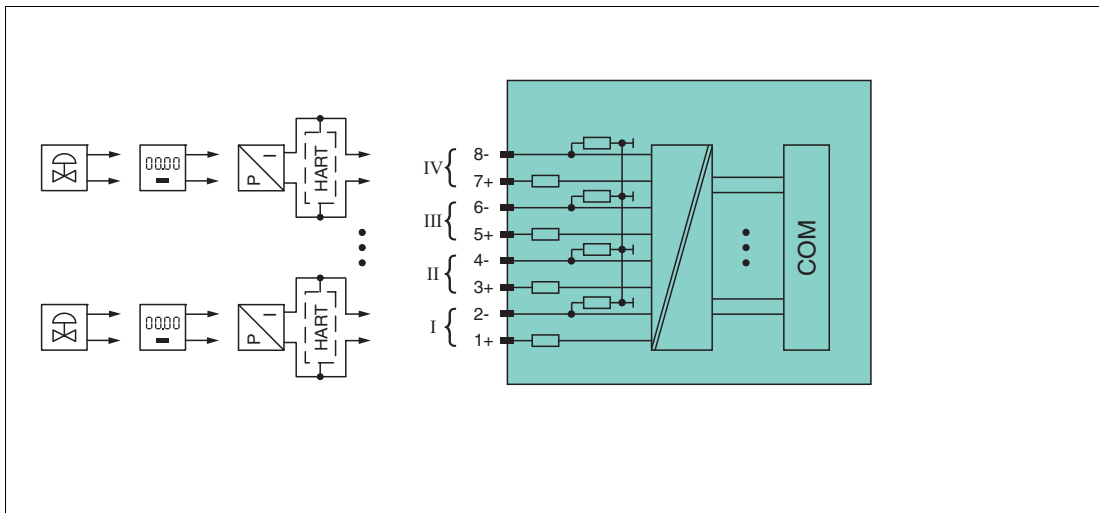 00.00
P I
HART
IV
8-
7+
III
6-
5+
II
4-
3+
I
2-
1+
COM
00.00
P I
HART